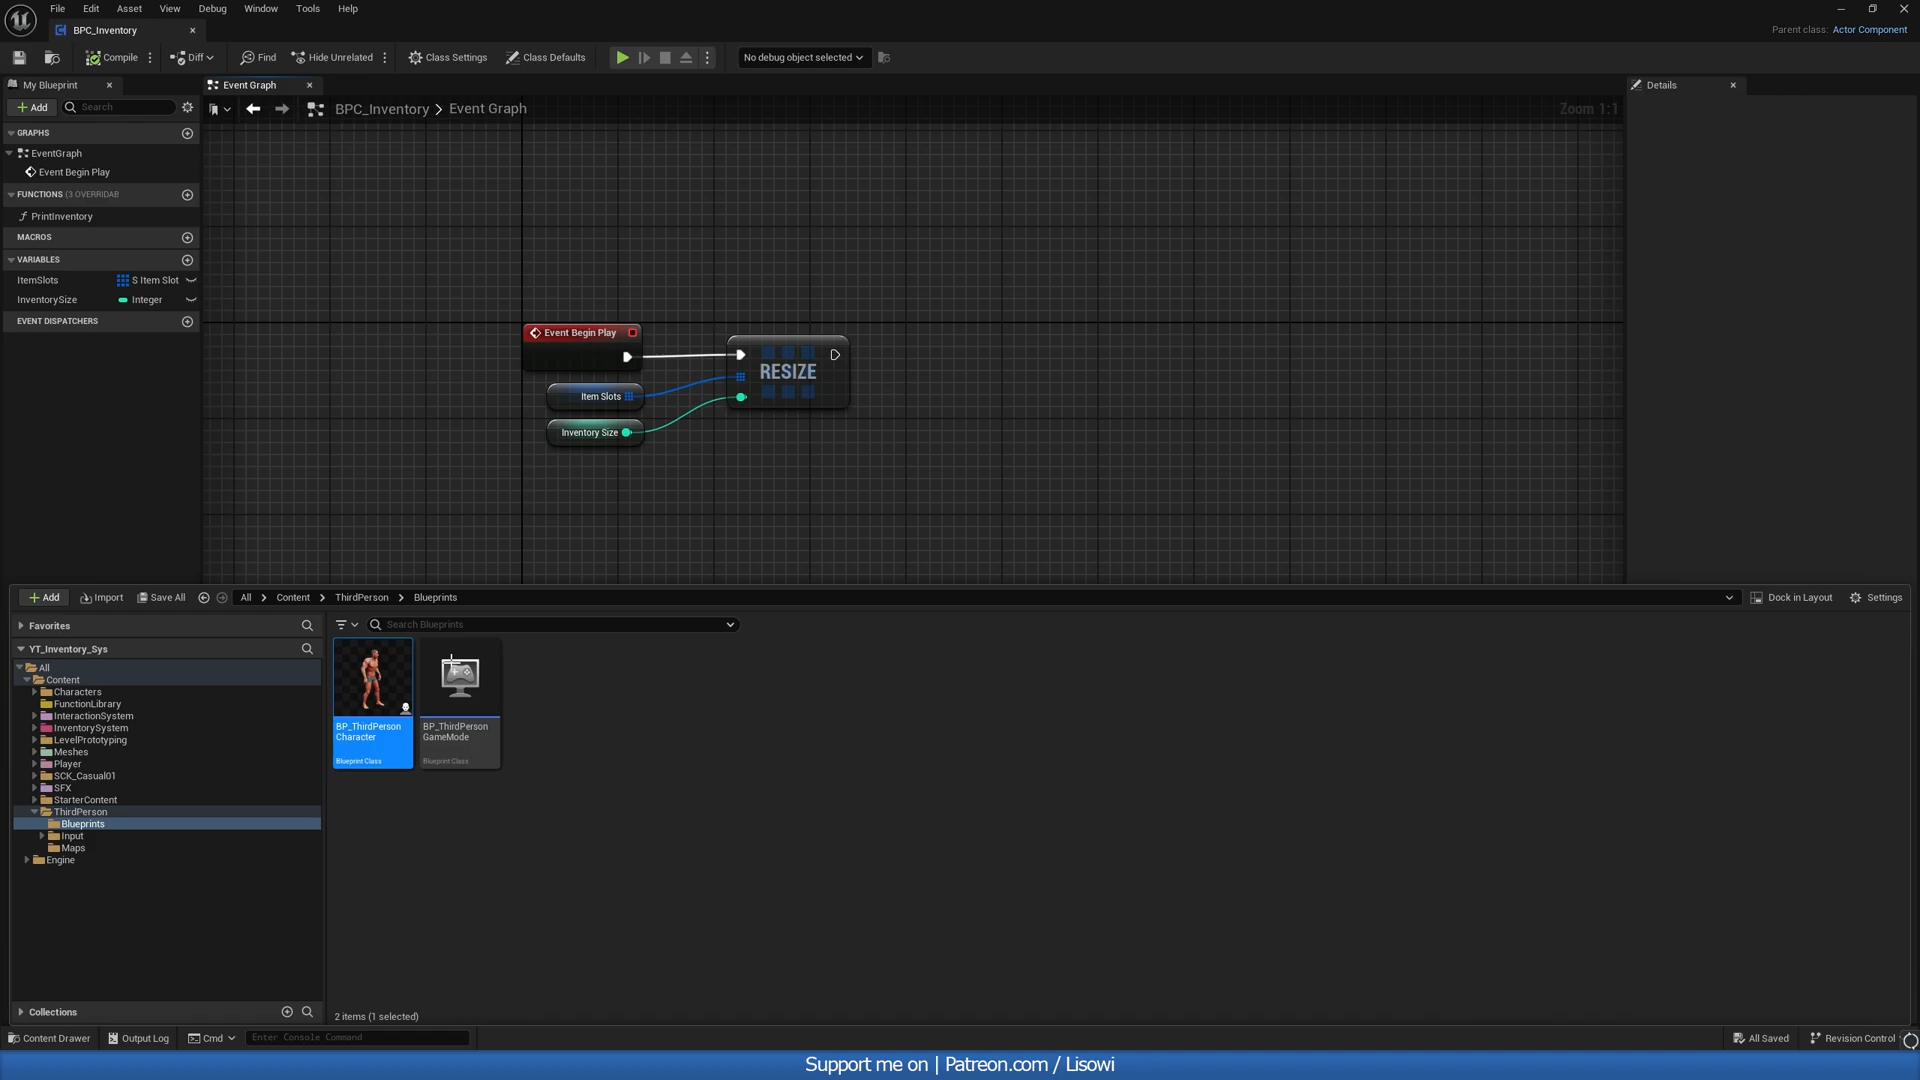 File Edit Asset View Debug Window Tools Help
BPC_Inventory
Parent class: Actor Component
Compile Diff Find Hide Unrelated Class Settings Class Defaults No debug object selected
My Blueprint
Event Graph
Details
Add Search
BPC_Inventory > Event Graph
Zoom 1:1
GRAPHS
EventGraph
Event Begin Play
FUNCTIONS (3 OVERRIDAB
PrintInventory
MACROS
VARIABLES
ItemSlots S Item Slot
InventorySize Integer
EVENT DISPATCHERS
Event Begin Play
RESIZE
Item Slots
Inventory Size
Add Import Save All All > Content > ThirdPerson > Blueprints Dock in Layout Settings
Favorites
Search Blueprints
YT_Inventory_Sys
All
Content
Characters
FunctionLibrary
InteractionSystem
InventorySystem
LevelPrototyping
Meshes
Player
SCK_Casual01
SFX
StarterContent
ThirdPerson
Blueprints
Input
Maps
Engine
BP_ThirdPerson
Character
Blueprint Class
BP_ThirdPerson
GameMode
Blueprint Class
Collections
2 items (1 selected)
Content Drawer Output Log Cmd Enter Console Command All Saved Revision Control
Support me on | Patreon.com / Lisowi